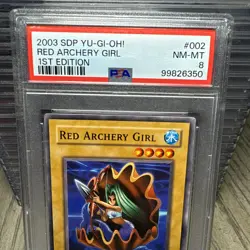 2003 SDP YU-GI-OH! #002
RED ARCHERY GIRL NM-MT
1ST EDITION 8
PSA 99826350
RED ARCHERY GIRL